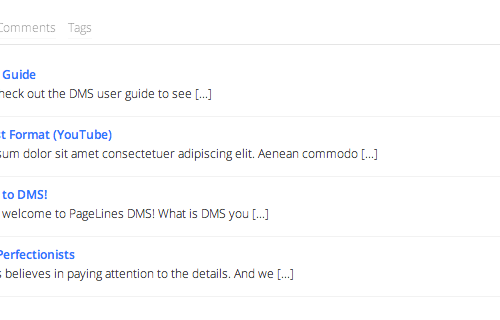 Comments Tags
Guide
heck out the DMS user guide to see [...]
st Format (YouTube)
sum dolor sit amet consectetuer adipiscing elit. Aenean commodo [...]
to DMS!
welcome to PageLines DMS! What is DMS you [...]
Perfectionists
s believes in paying attention to the details. And we [...]